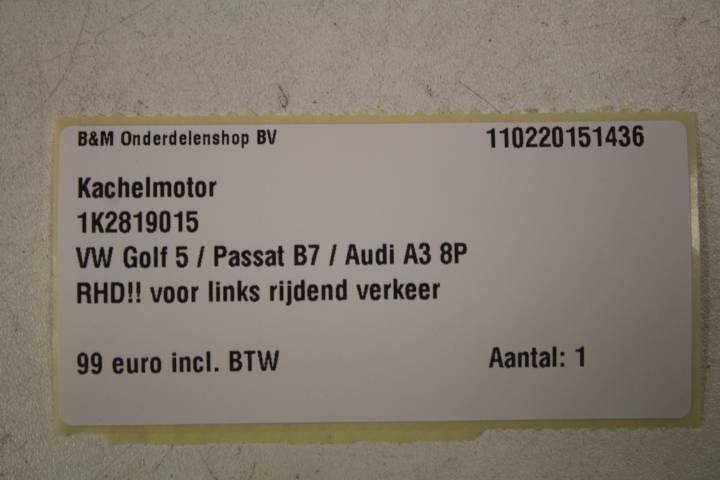 B&M Onderdelenshop BV 110220151436
Kachelmotor
1K2819015
VW Golf 5 / Passat B7 / Audi A3 8P
RHD!! voor links rijdend verkeer
99 euro incl. BTW Aantal: 1